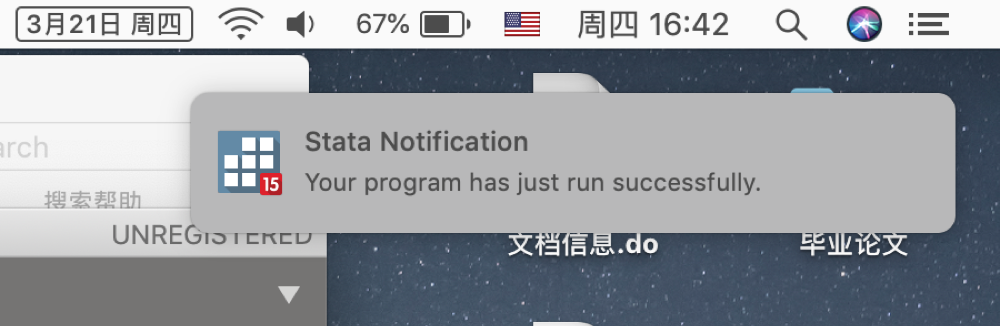 3月21日 周四
67%
周四 16:42
Stata Notification
Your program has just run successfully.
15
arch
搜索帮助
UNREGISTERED
文档信息.do
毕业论文